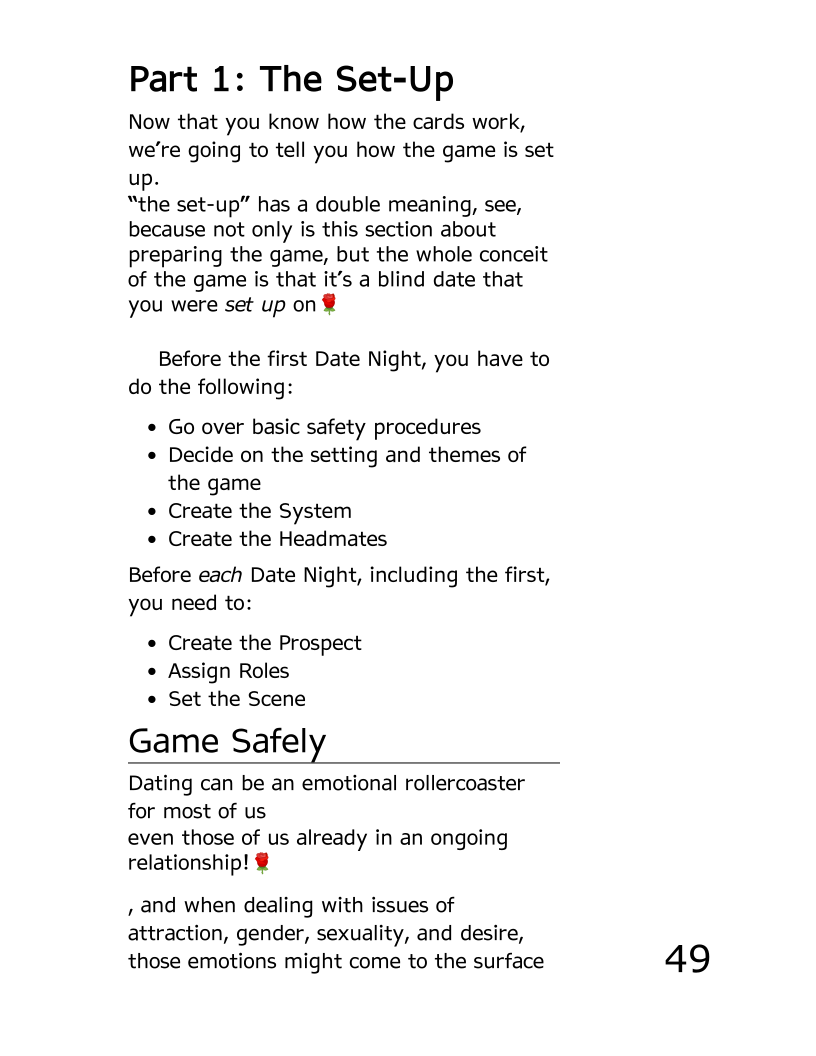 Part 1: The Set-Up
Now that you know how the cards work,
we’re going to tell you how the game is set
up.
“the set-up” has a double meaning, see,
because not only is this section about
preparing the game, but the whole conceit
of the game is that it’s a blind date that
you were set up on🌹
Before the first Date Night, you have to
do the following:
• Go over basic safety procedures
• Decide on the setting and themes of
the game
• Create the System
• Create the Headmates
Before each Date Night, including the first,
you need to:
• Create the Prospect
• Assign Roles
• Set the Scene
Game Safely
Dating can be an emotional rollercoaster
for most of us
even those of us already in an ongoing
relationship!🌹
, and when dealing with issues of
attraction, gender, sexuality, and desire,
those emotions might come to the surface
49